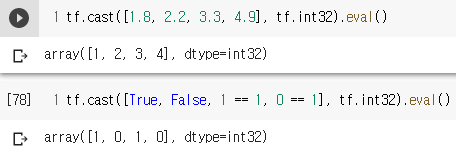 1 tf.cast([1.8, 2.2, 3.3, 4.9], tf.int32).eval()
array([1, 2, 3, 4], dtype=int32)
[78] 1 tf.cast([True, False, 1 == 1, 0 == 1], tf.int32).eval()
array([1, 0, 1, 0], dtype=int32)